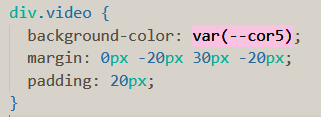 div.video {
  background-color: var(--cor5);
  margin: 0px -20px 30px -20px;
  padding: 20px;
}